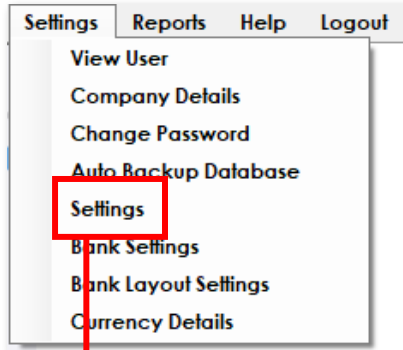 Settings Reports Help Logout
View User
Company Details
Change Password
Auto Backup Database
Settings
Bank Settings
Bank Layout Settings
Currency Details